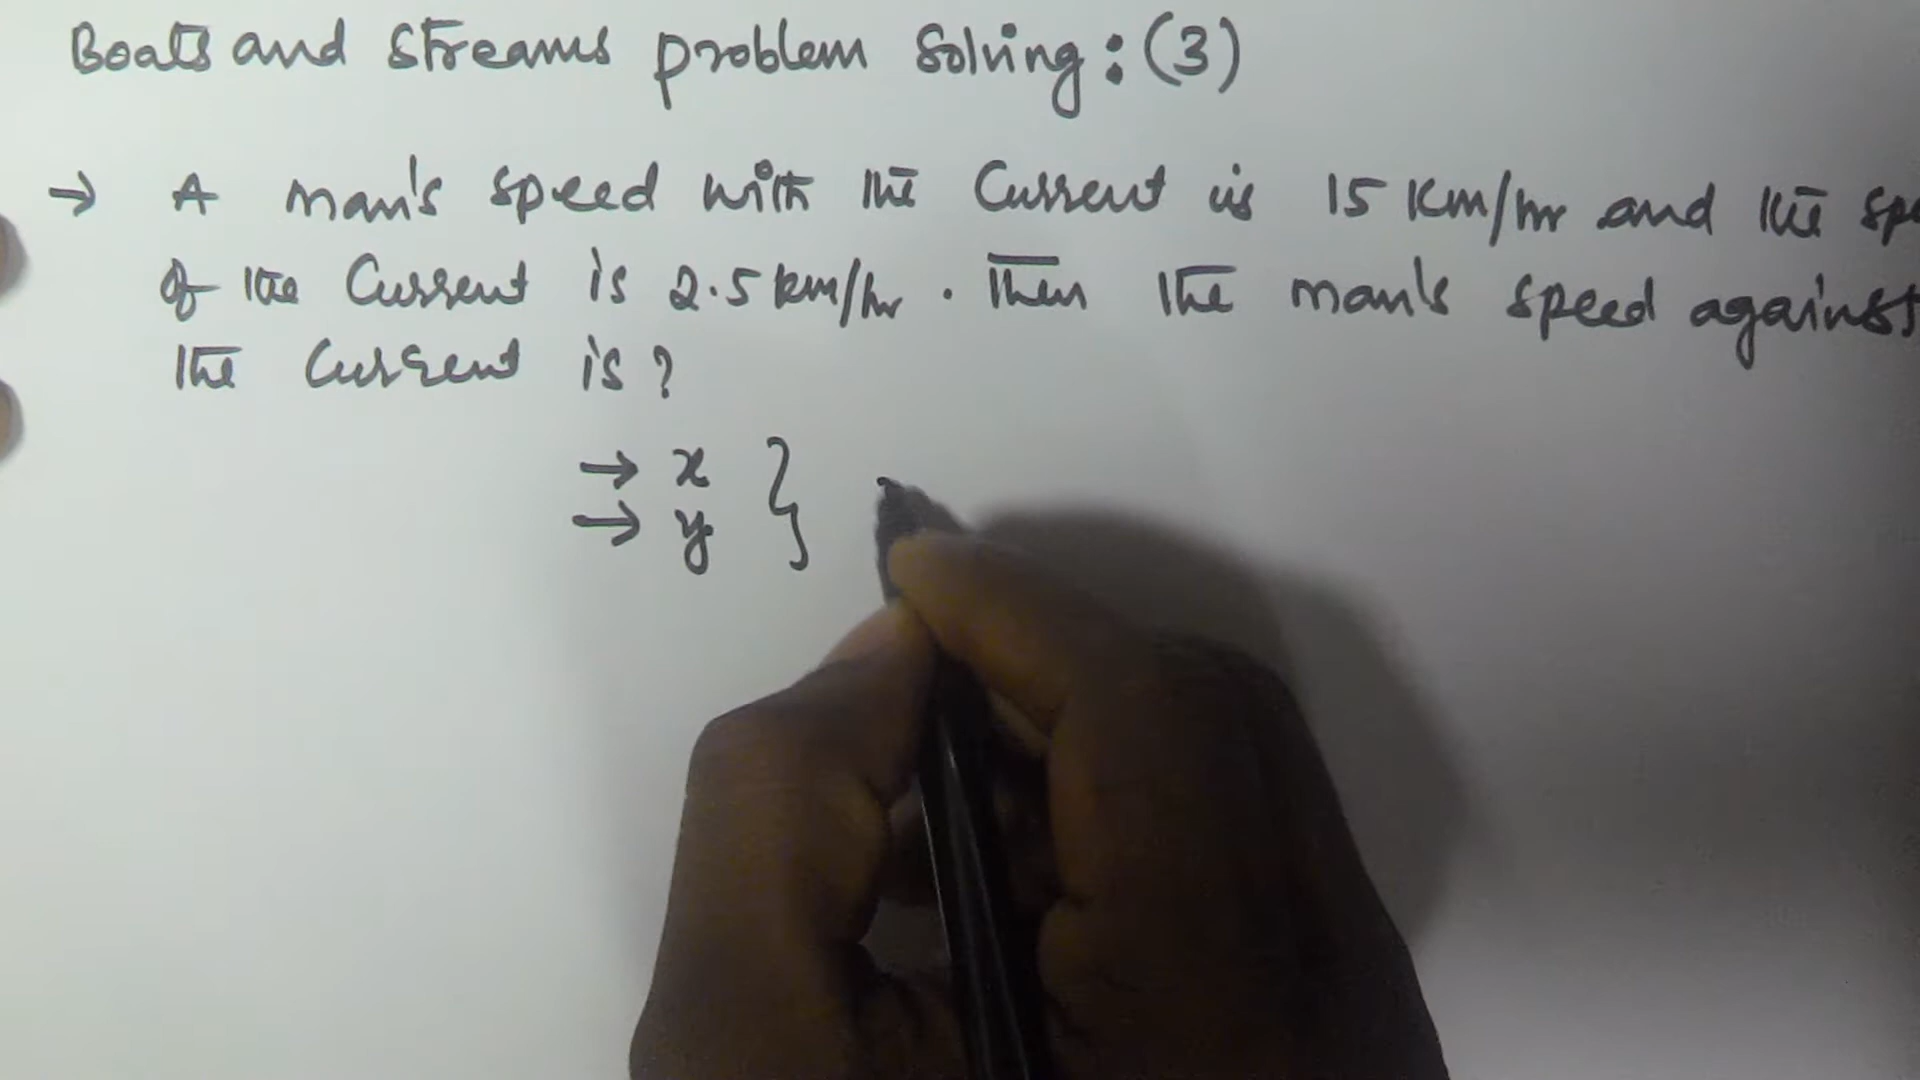 Boats and Streams problem Solving : (3)
→ A man's speed with the Current is 15 Km/hr and the spe
of the Current is 2.5 km/hr . Then the man's speed against
the Current is ?
→ x }
→ y